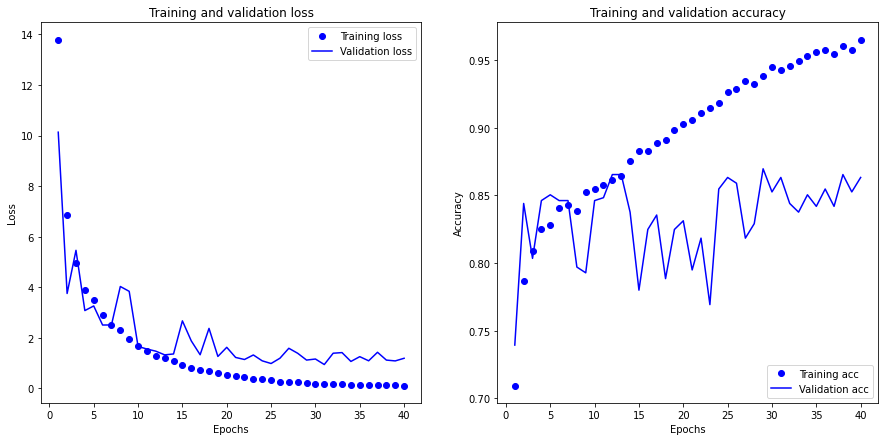 Training and validation loss
14
12
10
8
6
4
2
0
Loss
0 5 10 15 20 25 30 35 40
Epochs
Training loss
Validation loss
Training and validation accuracy
0.95
0.90
0.85
0.80
0.75
0.70
Accuracy
0 5 10 15 20 25 30 35 40
Epochs
Training acc
Validation acc